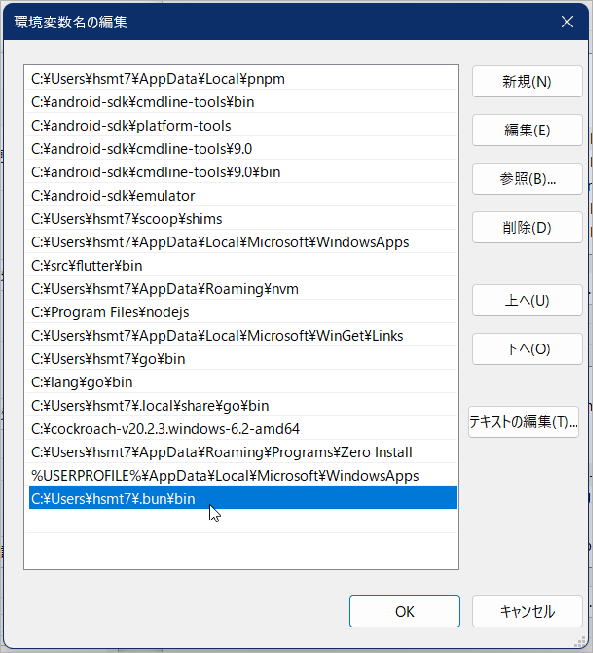 環境変数名の編集
C:¥Users¥hsmt7¥AppData¥Local¥pnpm
C:¥android-sdk¥cmdline-tools¥bin
C:¥android-sdk¥platform-tools
C:¥android-sdk¥cmdline-tools¥9.0
C:¥android-sdk¥cmdline-tools¥9.0¥bin
C:¥android-sdk¥emulator
C:¥Users¥hsmt7¥scoop¥shims
C:¥Users¥hsmt7¥AppData¥Local¥Microsoft¥WindowsApps
C:¥src¥flutter¥bin
C:¥Users¥hsmt7¥AppData¥Roaming¥nvm
C:¥Program Files¥nodejs
C:¥Users¥hsmt7¥AppData¥Local¥Microsoft¥WinGet¥Links
C:¥Users¥hsmt7¥go¥bin
C:¥lang¥go¥bin
C:¥Users¥hsmt7¥.local¥share¥go¥bin
C:¥cockroach-v20.2.3.windows-6.2-amd64
C:¥Users¥hsmt7¥AppData¥Roaming¥Programs¥Zero Install
%USERPROFILE%¥AppData¥Local¥Microsoft¥WindowsApps
C:¥Users¥hsmt7¥.bun¥bin
新規(N)
編集(E)
参照(B)...
削除(D)
上へ(U)
下へ(O)
テキストの編集(T)...
OK
キャンセル